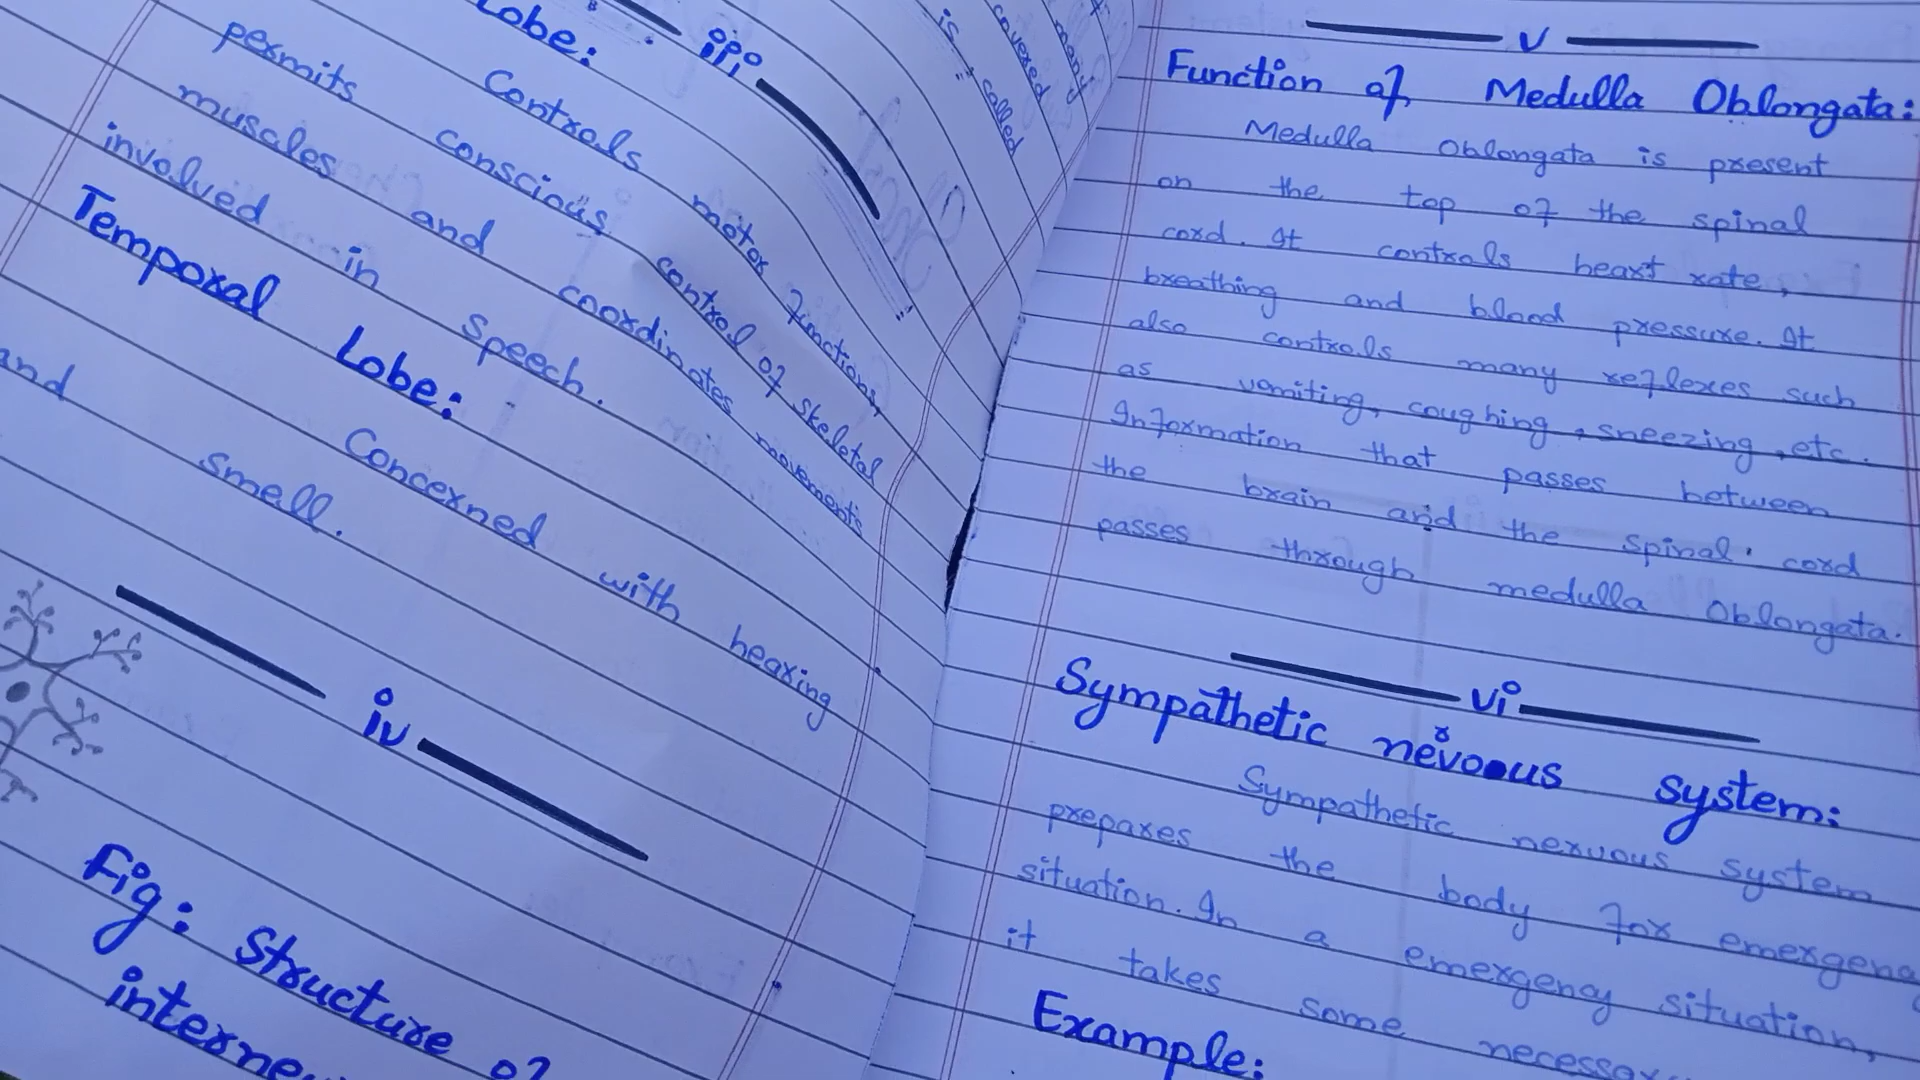 iii
Lobe:
Controls motor functions,
permits conscious control of skeletal
muscles and coordinates movements
involved in speech.
Temporal Lobe:
Concerned with hearing
and smell.
iv
Fig: Structure of
many
covered
is called
v
Function of Medulla Oblongata:
Medulla Oblongata is present
on the top of the spinal
cord. It controls heart rate,
breathing and blood pressure. It
also controls many reflexes such
as vomiting, coughing, sneezing, etc.
Information that passes between
the brain and the spinal cord
passes through medulla Oblongata.
vi
Sympathetic nervous system:
Sympathetic nervous system
prepares the body for
situation. In a emergency situation,
it takes some
Example: